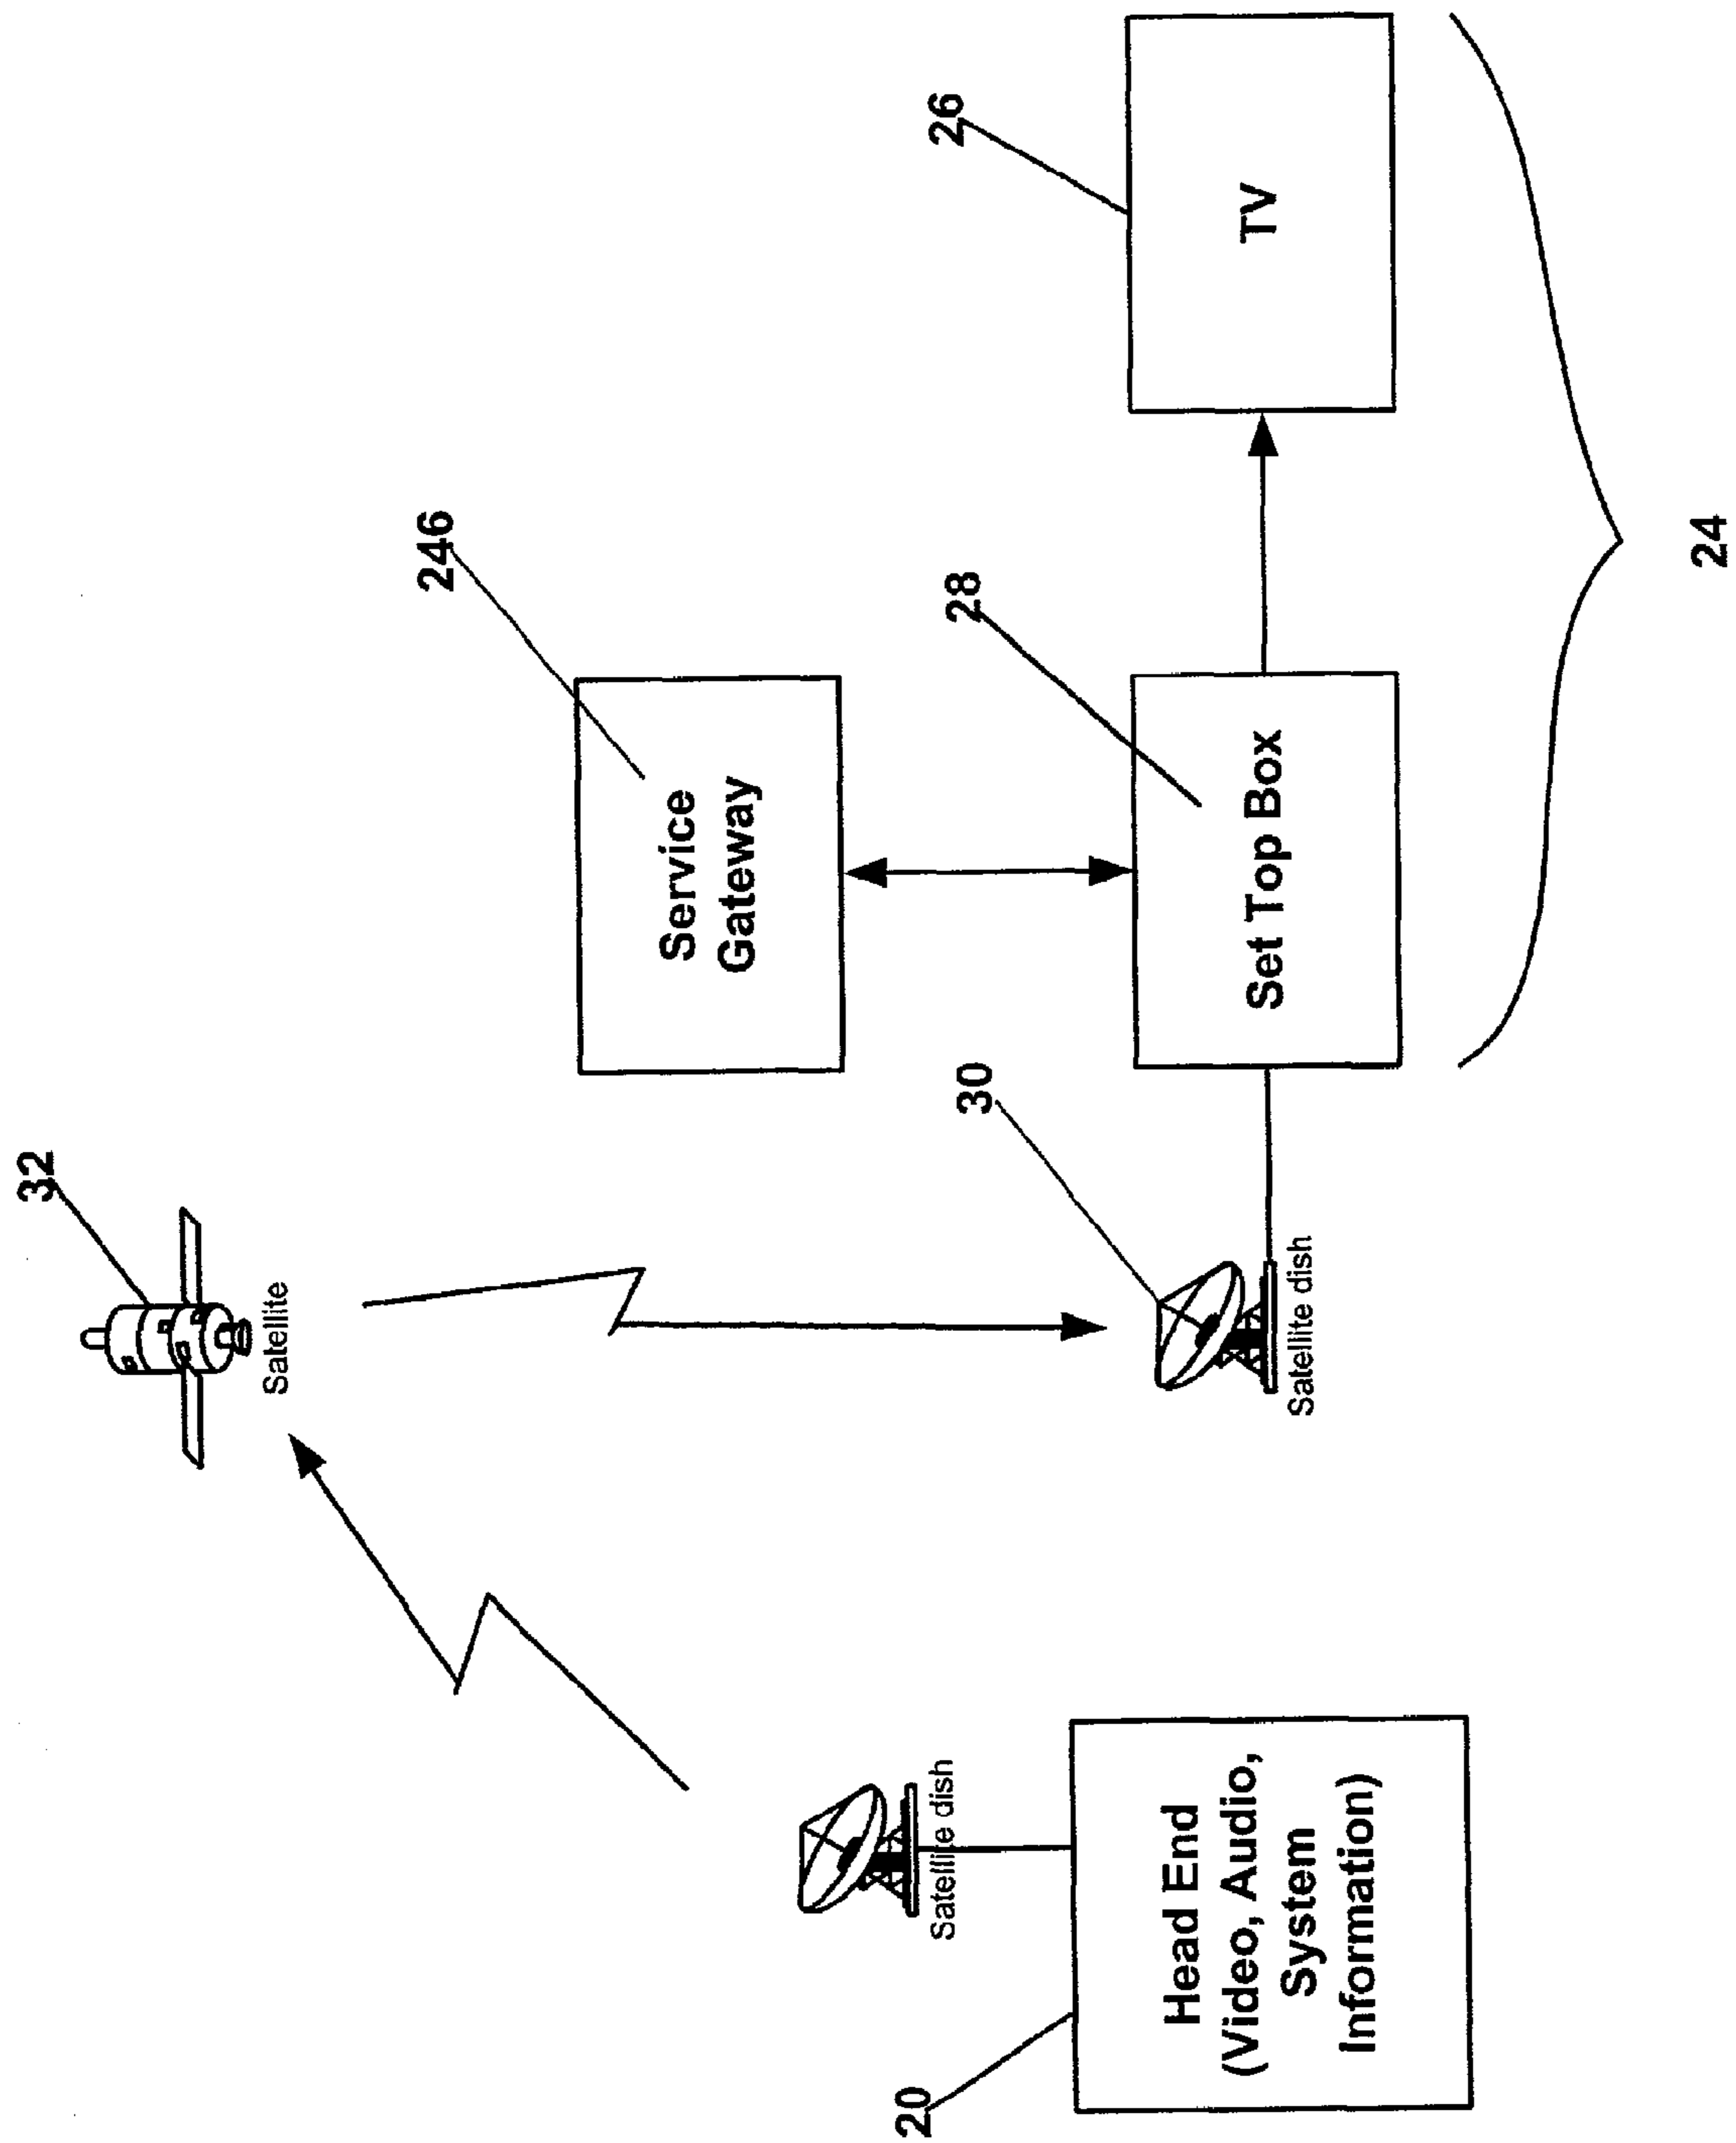 32
Satellite
246
Service
Gateway
26
TV
28
Set Top Box
30
Satellite dish
Satellite dish
20
Head End
(Video, Audio,
System
Information)
24